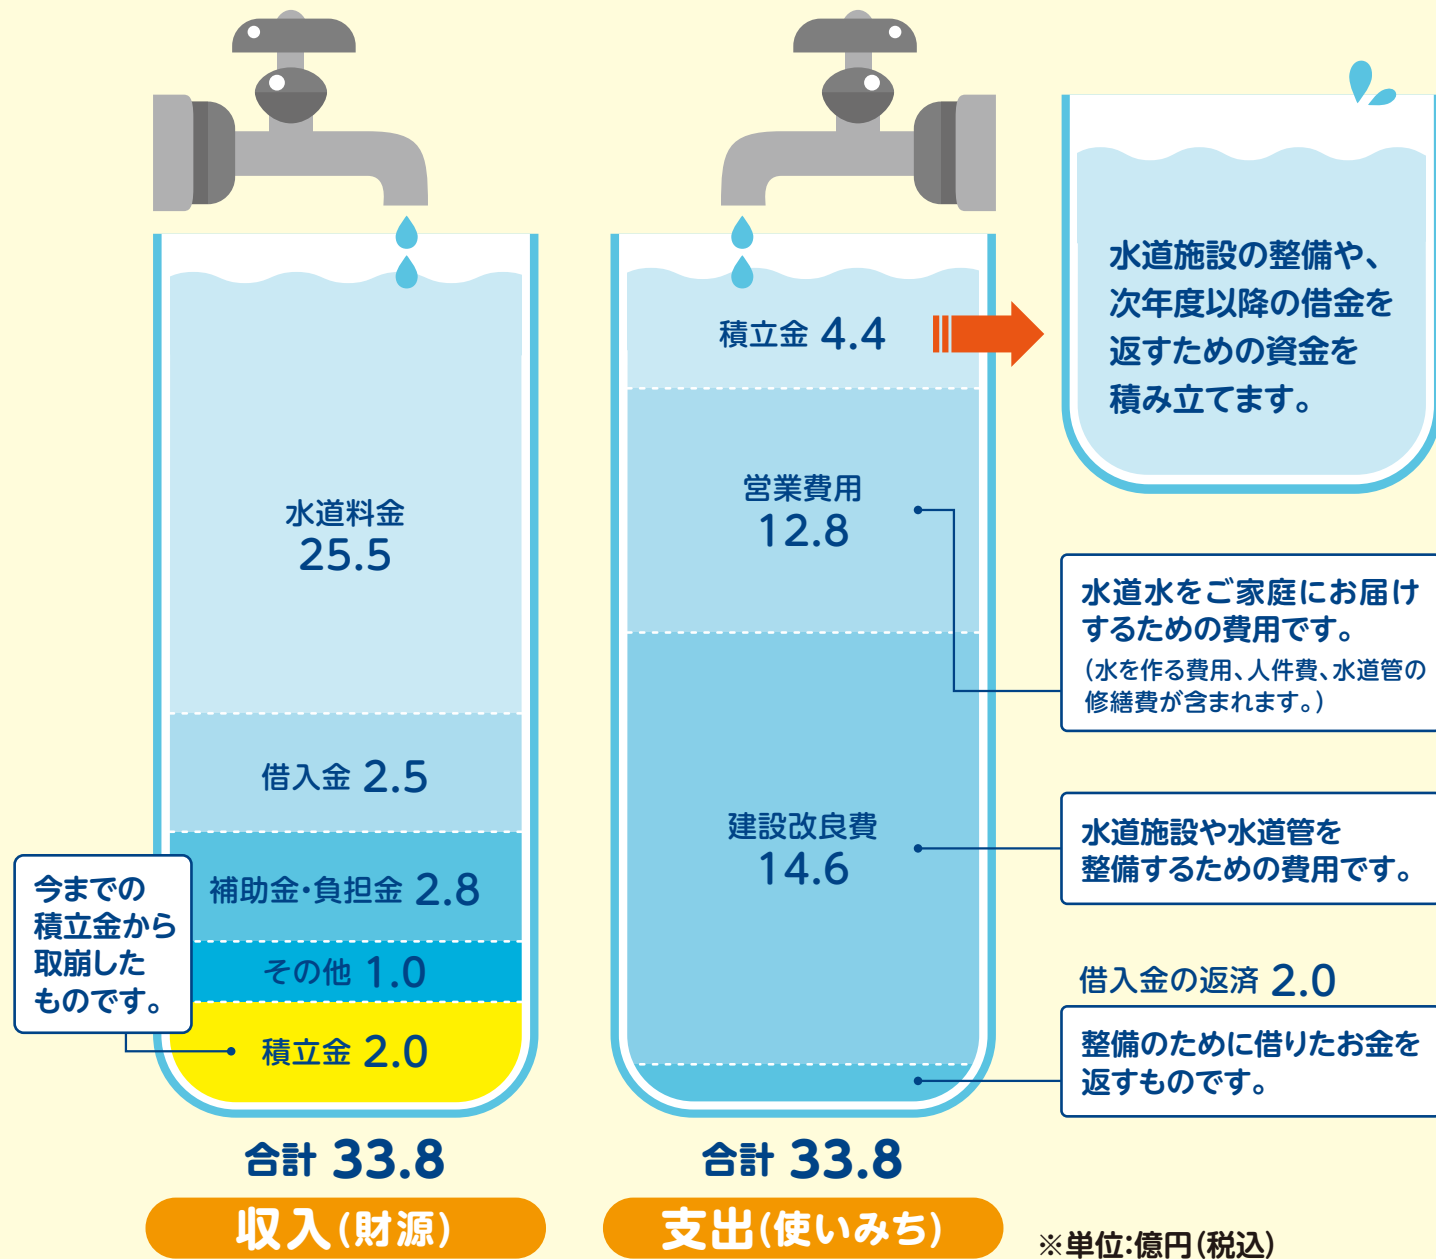 水道料金
25.5
借入金 2.5
補助金・負担金 2.8
その他 1.0
積立金 2.0
今までの
積立金から
取崩した
ものです。
合計 33.8
収入(財源)
積立金 4.4
営業費用
12.8
建設改良費
14.6
合計 33.8
支出(使いみち)
水道施設の整備や、
次年度以降の借金を
返すための資金を
積み立てます。
水道水をご家庭にお届け
するための費用です。
(水を作る費用、人件費、水道管の
修繕費が含まれます。)
水道施設や水道管を
整備するための費用です。
借入金の返済 2.0
整備のために借りたお金を
返すものです。
※単位:億円(税込)